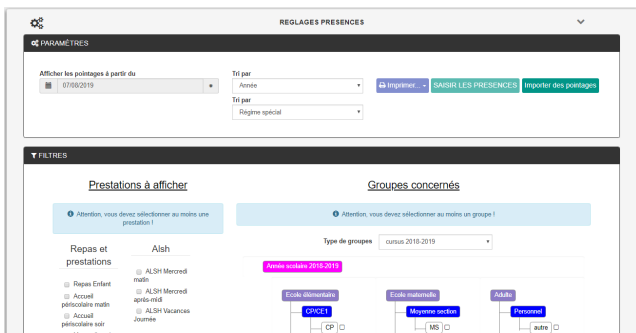 REGLAGES PRESENCES
PARAMÈTRES
Afficher les pointages à partir du
07/08/2019
Tri par
Année
Tri par
Régime spécial
Imprimer...
SAISIR LES PRESENCES
Importer des pointages
FILTRES
Prestations à afficher
Attention, vous devez sélectionner au moins une
prestation !
Repas et
prestations
Repas Enfant
Accueil
périscolaire matin
Accueil
périscolaire soir
Alsh
ALSH Mercredi
matin
ALSH Mercredi
après-midi
ALSH Vacances
Journée
Groupes concernés
Attention, vous devez sélectionner au moins un groupe !
Type de groupes
cursus 2018-2019
Année scolaire 2018-2019
Ecole élémentaire
CP/CE1
CP
Ecole maternelle
Moyenne section
MS
Adulte
Personnel
autre